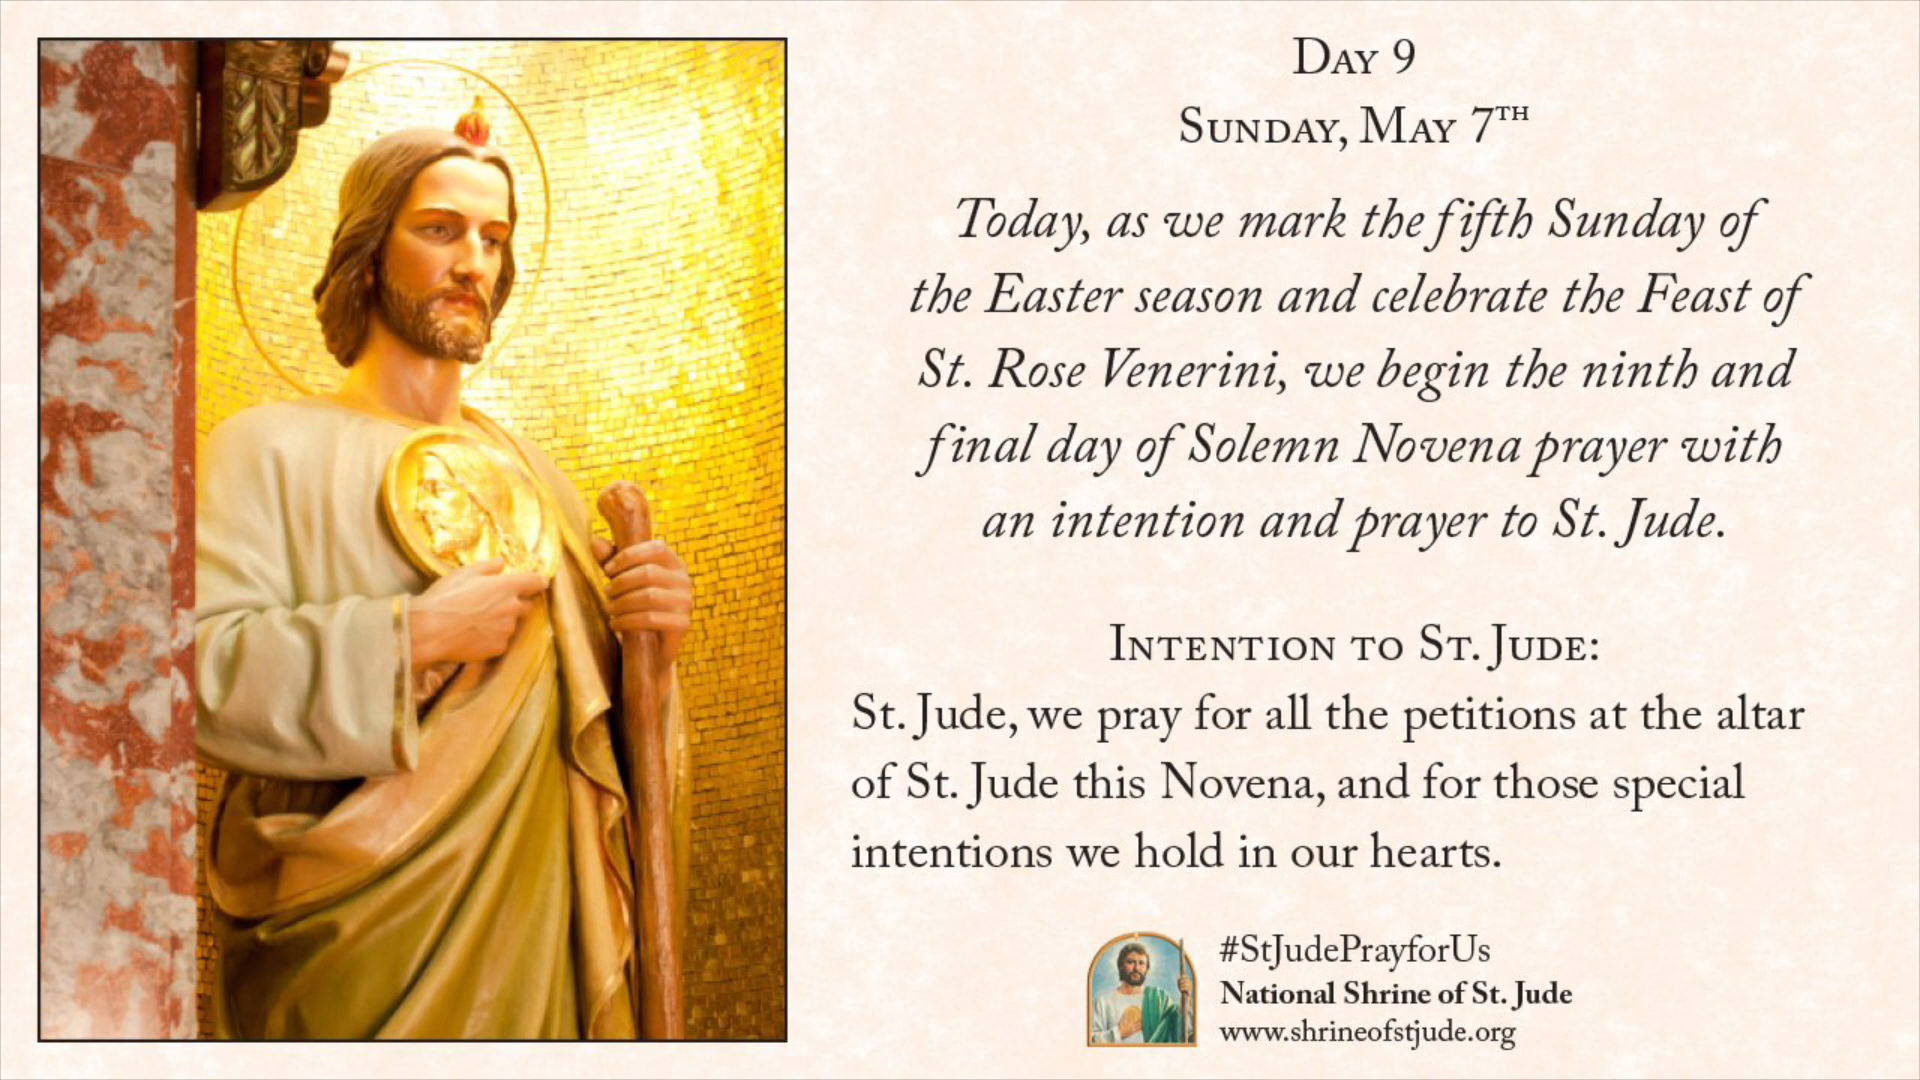 Day 9
Sunday, May 7th
Today, as we mark the fifth Sunday of
the Easter season and celebrate the Feast of
St. Rose Venerini, we begin the ninth and
final day of Solemn Novena prayer with
an intention and prayer to St. Jude.
Intention to St. Jude:
St. Jude, we pray for all the petitions at the altar
of St. Jude this Novena, and for those special
intentions we hold in our hearts.
#StJudePrayforUs
National Shrine of St. Jude
www.shrineofstjude.org